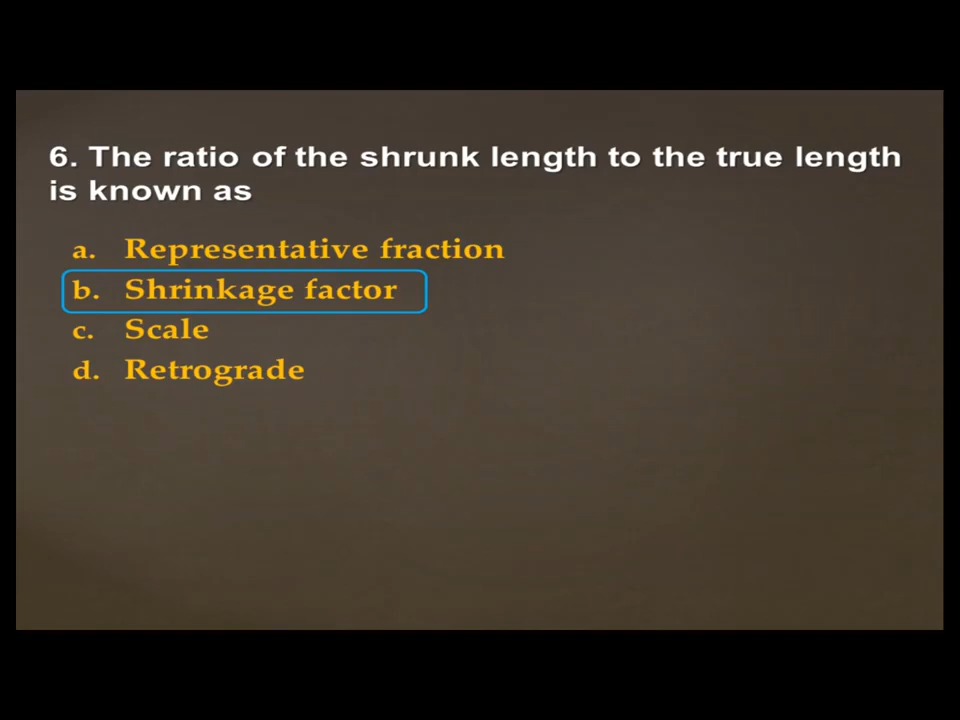 6. The ratio of the shrunk length to the true length
is known as
a. Representative fraction
b. Shrinkage factor
c. Scale
d. Retrograde